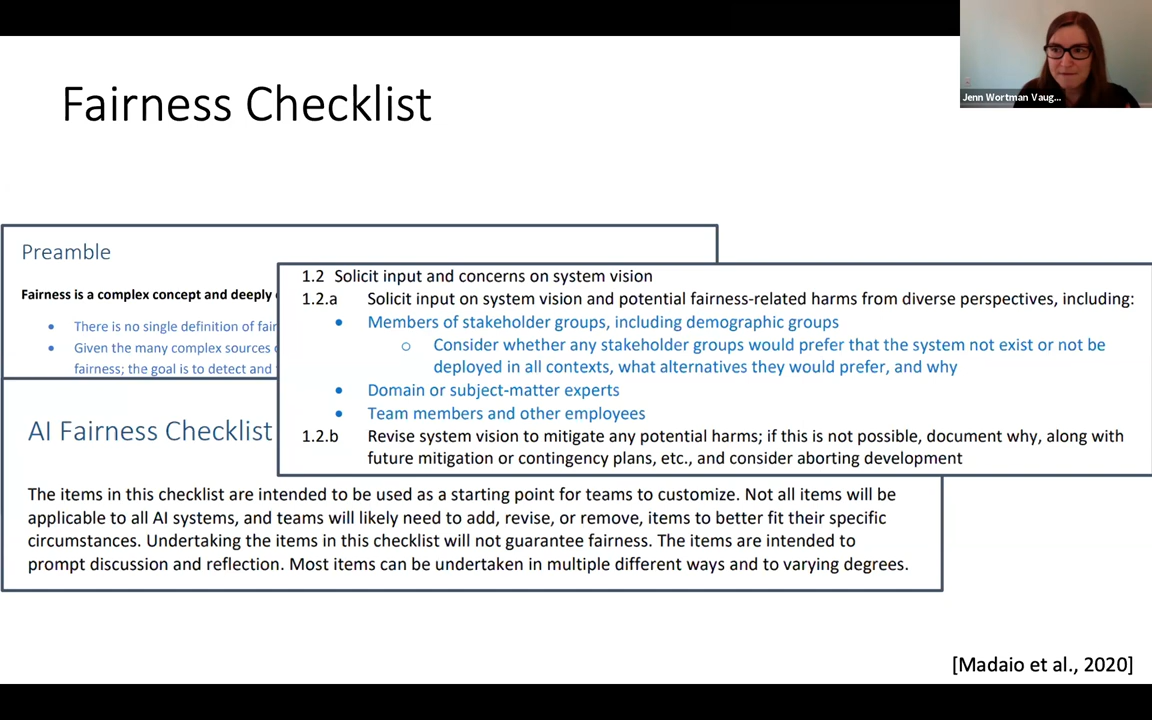 Fairness Checklist
Jenn Wortman Vaug...
Preamble
Fairness is a complex concept and deeply
There is no single definition of fair
Given the many complex sources
fairness; the goal is to detect and
1.2 Solicit input and concerns on system vision
1.2.a Solicit input on system vision and potential fairness-related harms from diverse perspectives, including:
Members of stakeholder groups, including demographic groups
Consider whether any stakeholder groups would prefer that the system not exist or not be
deployed in all contexts, what alternatives they would prefer, and why
Domain or subject-matter experts
Team members and other employees
1.2.b Revise system vision to mitigate any potential harms; if this is not possible, document why, along with
future mitigation or contingency plans, etc., and consider aborting development
AI Fairness Checklist
The items in this checklist are intended to be used as a starting point for teams to customize. Not all items will be
applicable to all AI systems, and teams will likely need to add, revise, or remove, items to better fit their specific
circumstances. Undertaking the items in this checklist will not guarantee fairness. The items are intended to
prompt discussion and reflection. Most items can be undertaken in multiple different ways and to varying degrees.
[Madaio et al., 2020]